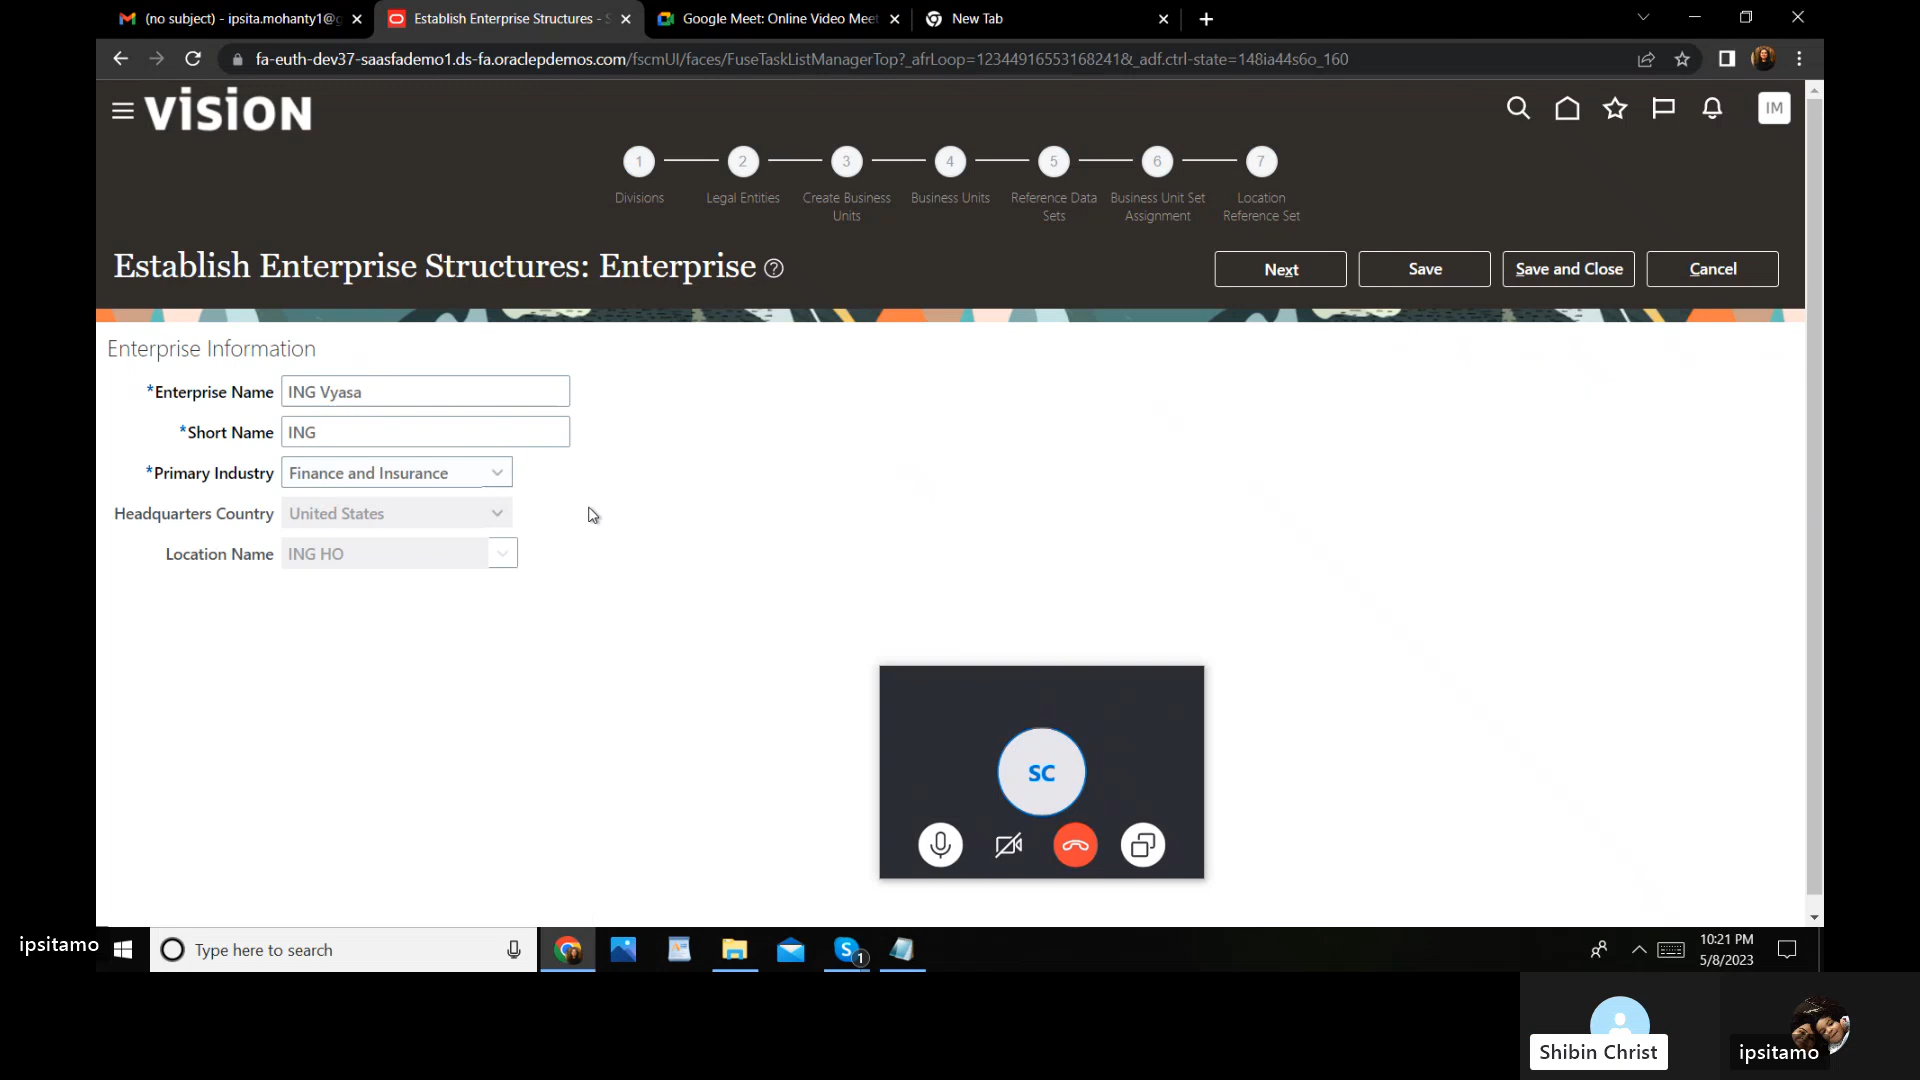 (no subject) - ipsita.mohanty1@g
Establish Enterprise Structures - S
Google Meet: Online Video Meet
New Tab
fa-euth-dev37-saasfademo1.ds-fa.oraclepdemos.com/fscmUI/faces/FuseTaskListManagerTop?_afrLoop=12344916553168241&_adf.ctrl-state=148ia44s6o_160
VISION
IM
1 2 3 4 5 6 7
Divisions
Legal Entities
Create Business Units
Business Units
Reference Data Sets
Business Unit Set Assignment
Location Reference Set
Establish Enterprise Structures: Enterprise
Next
Save
Save and Close
Cancel
Enterprise Information
*Enterprise Name ING Vyasa
*Short Name ING
*Primary Industry Finance and Insurance
Headquarters Country United States
Location Name ING HO
SC
ipsitamo
Type here to search
1
10:21 PM
5/8/2023
Shibin Christ
ipsitamo